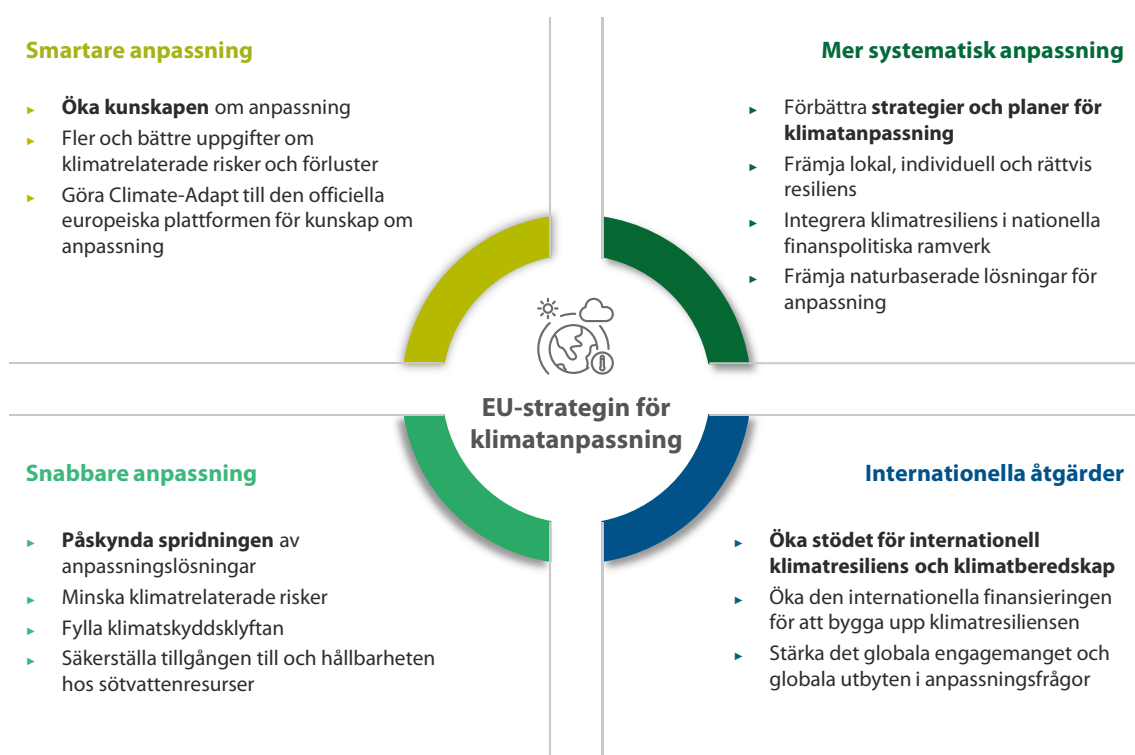 Smartare anpassning
► Öka kunskapen om anpassning
► Fler och bättre uppgifter om
klimatrelaterade risker och förluster
► Göra Climate-Adapt till den officiella
europeiska plattformen för kunskap om
anpassning
Mer systematisk anpassning
► Förbättra strategier och planer för
klimatanpassning
► Främja lokal, individuell och rättvis
resiliens
► Integrera klimatresiliens i nationella
finanspolitiska ramverk
► Främja naturbaserade lösningar för
anpassning
EU-strategin för
klimatanpassning
Snabbare anpassning
► Påskynda spridningen av
anpassningslösningar
► Minska klimatrelaterade risker
► Fylla klimatskyddsklyftan
► Säkerställa tillgången till och hållbarheten
hos sötvattenresurser
Internationella åtgärder
► Öka stödet för internationell
klimatresiliens och klimatberedskap
► Öka den internationella finansieringen
för att bygga upp klimatresiliensen
► Stärka det globala engagemanget och
globala utbyten i anpassningsfrågor